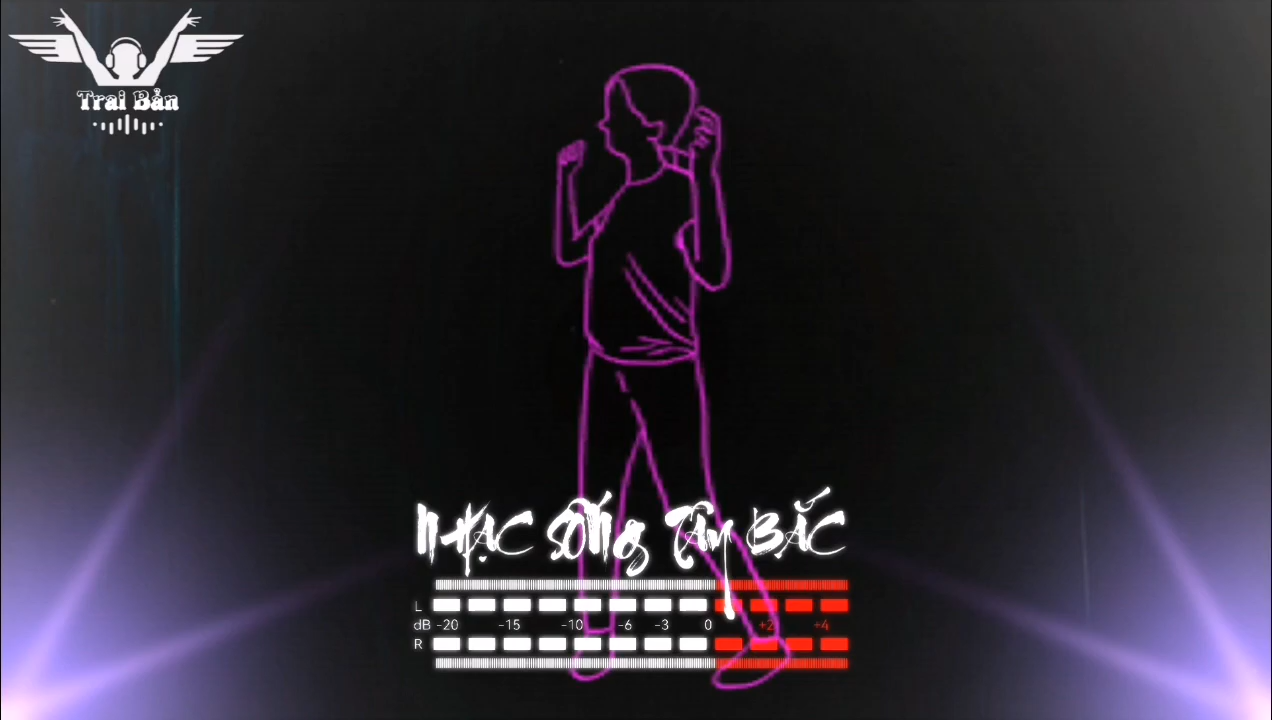 Trai Bản
NHẠC SỐNG TÂY BẮC
L
dB -20 -15 -10 -6 -3 0 +2 +4
R